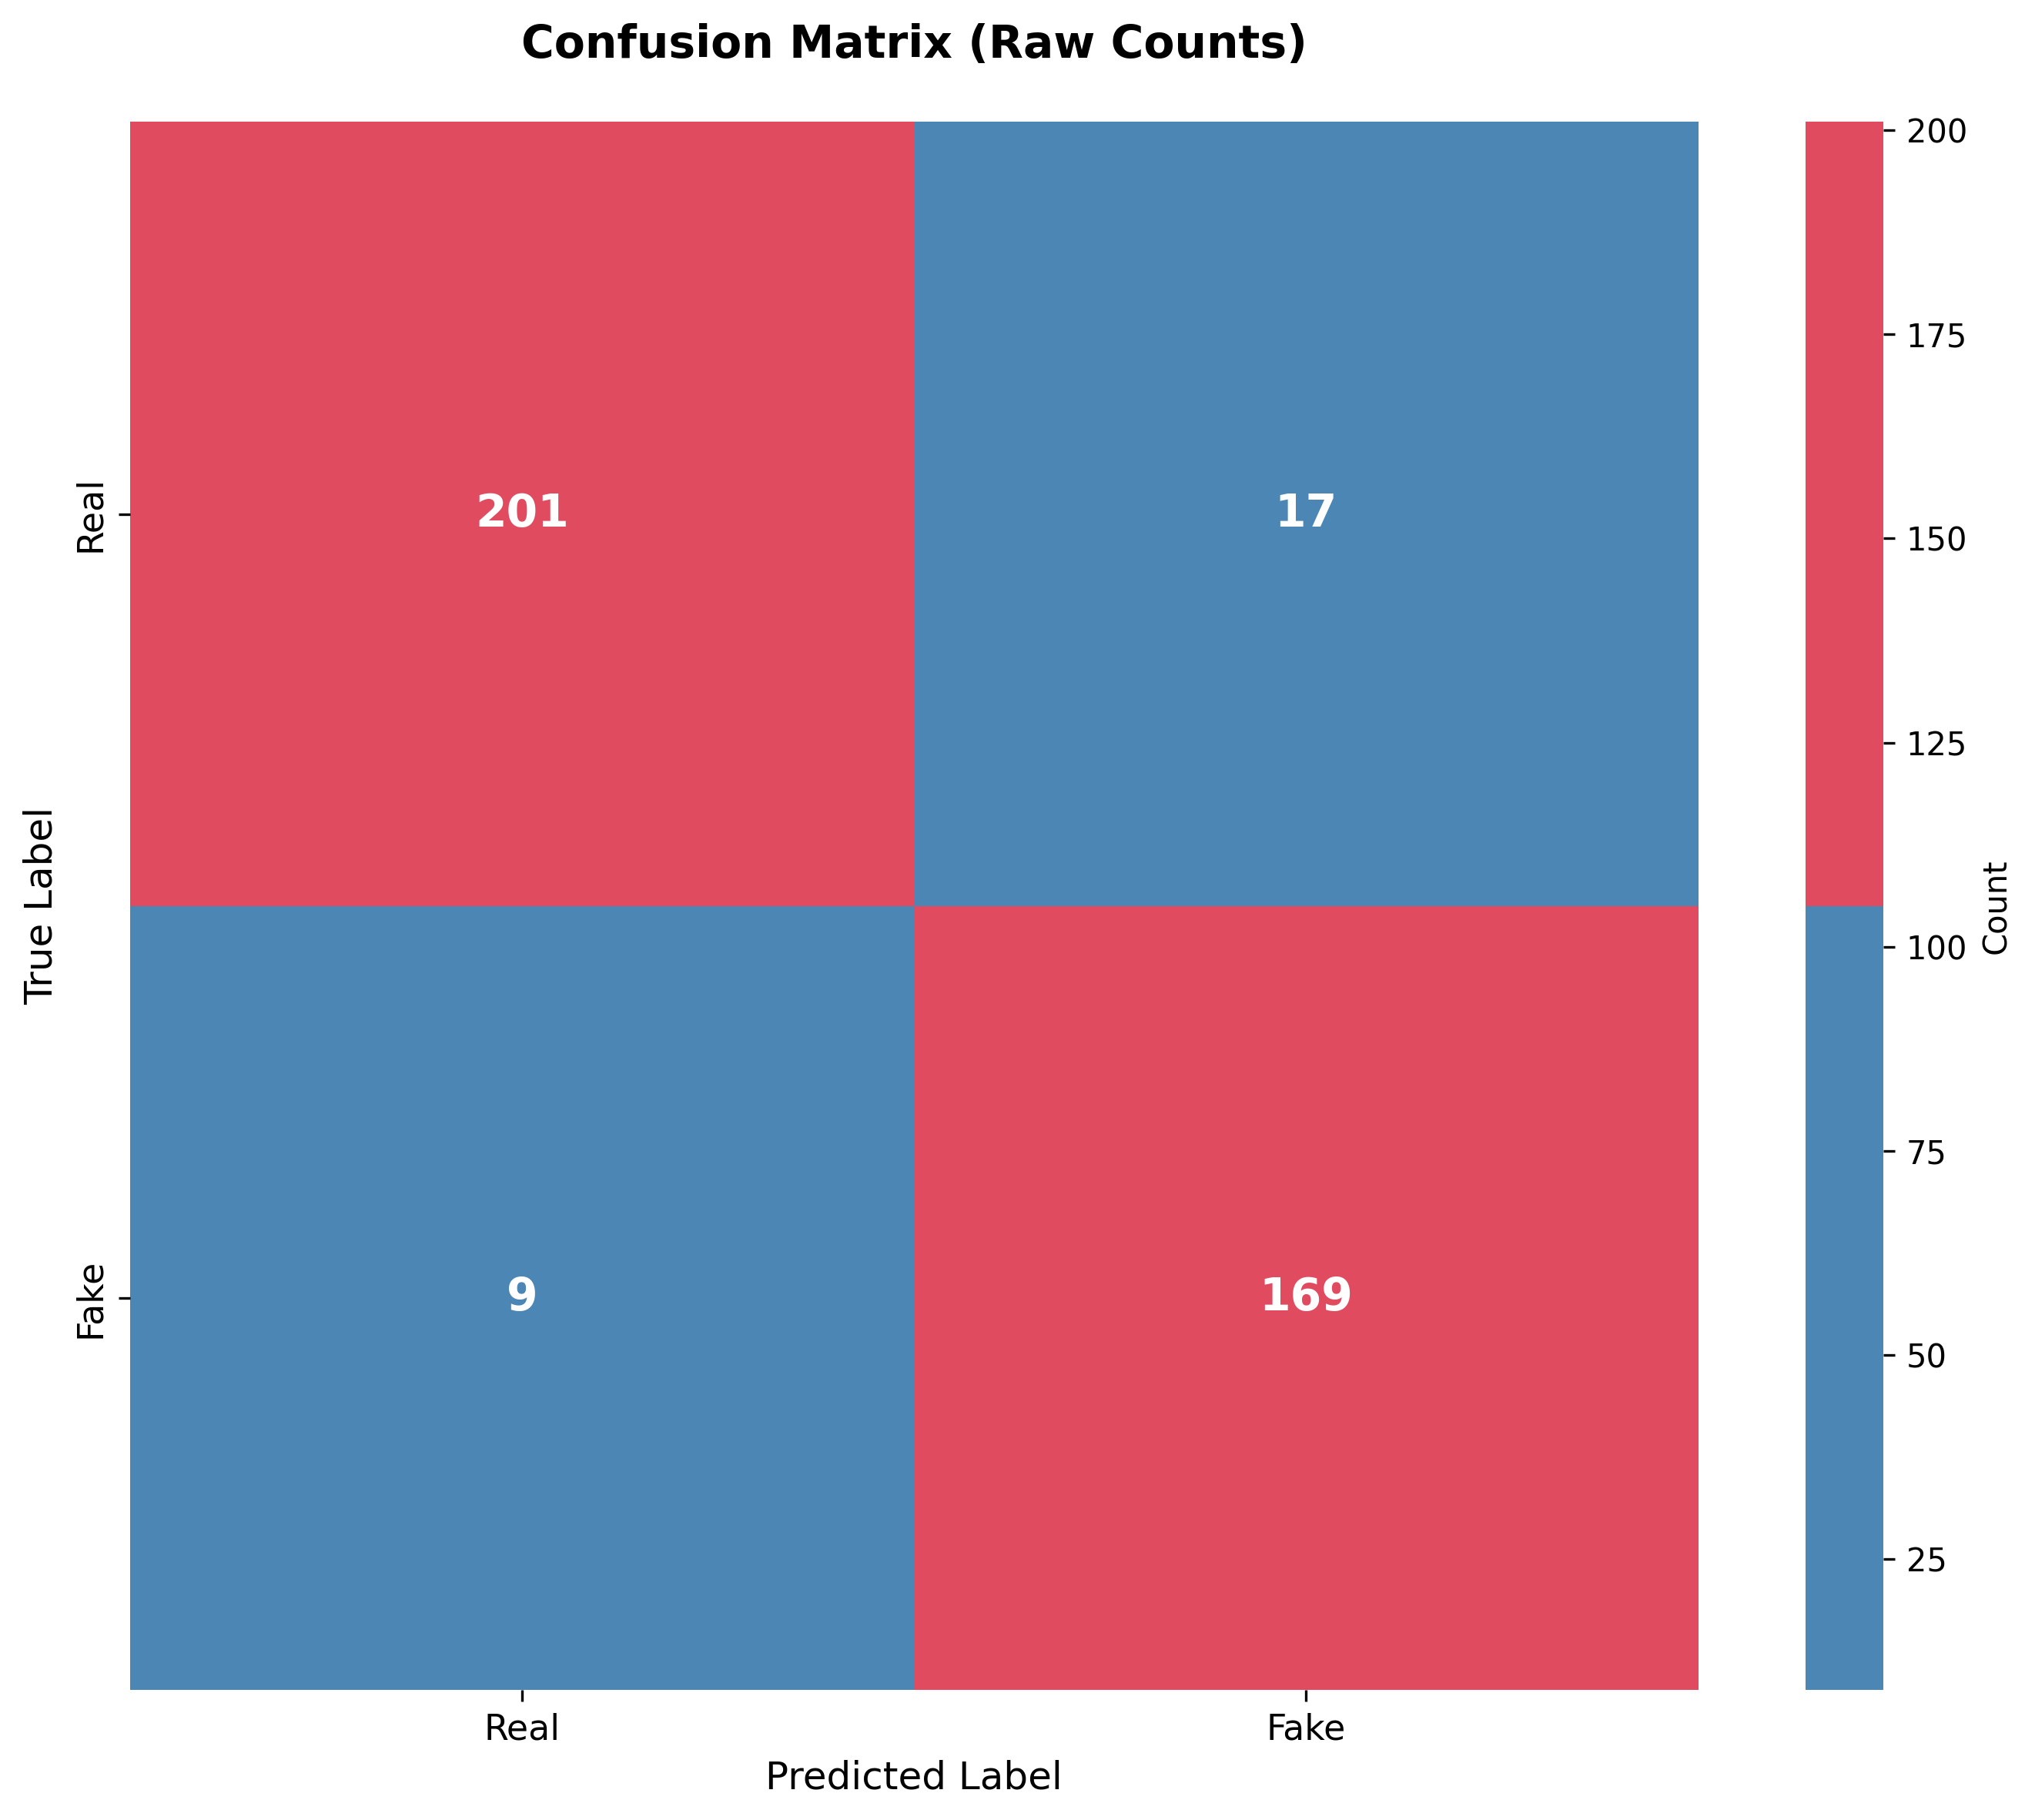 Confusion Matrix (Raw Counts)
True Label
Real
Fake
201
17
9
169
Real
Fake
Predicted Label
200
175
150
125
100
75
50
25
Count